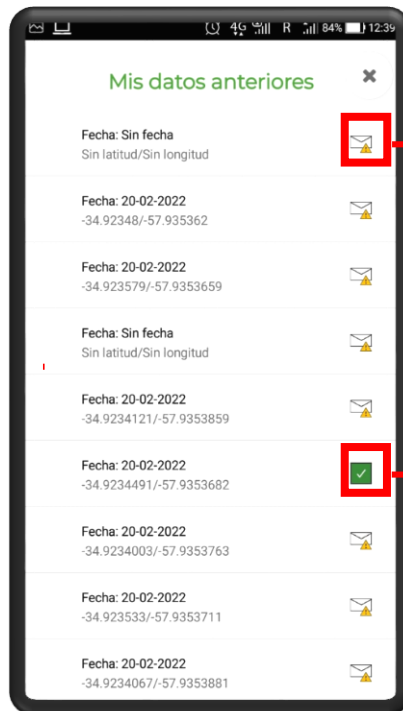 4G R 84% 12:39
Mis datos anteriores
Fecha: Sin fecha
Sin latitud/Sin longitud
Fecha: 20-02-2022
-34.92348/-57.935362
Fecha: 20-02-2022
-34.923579/-57.9353659
Fecha: Sin fecha
Sin latitud/Sin longitud
Fecha: 20-02-2022
-34.9234121/-57.9353859
Fecha: 20-02-2022
-34.9234491/-57.9353682
Fecha: 20-02-2022
-34.9234003/-57.9353763
Fecha: 20-02-2022
-34.923533/-57.9353711
Fecha: 20-02-2022
-34.9234067/-57.9353881